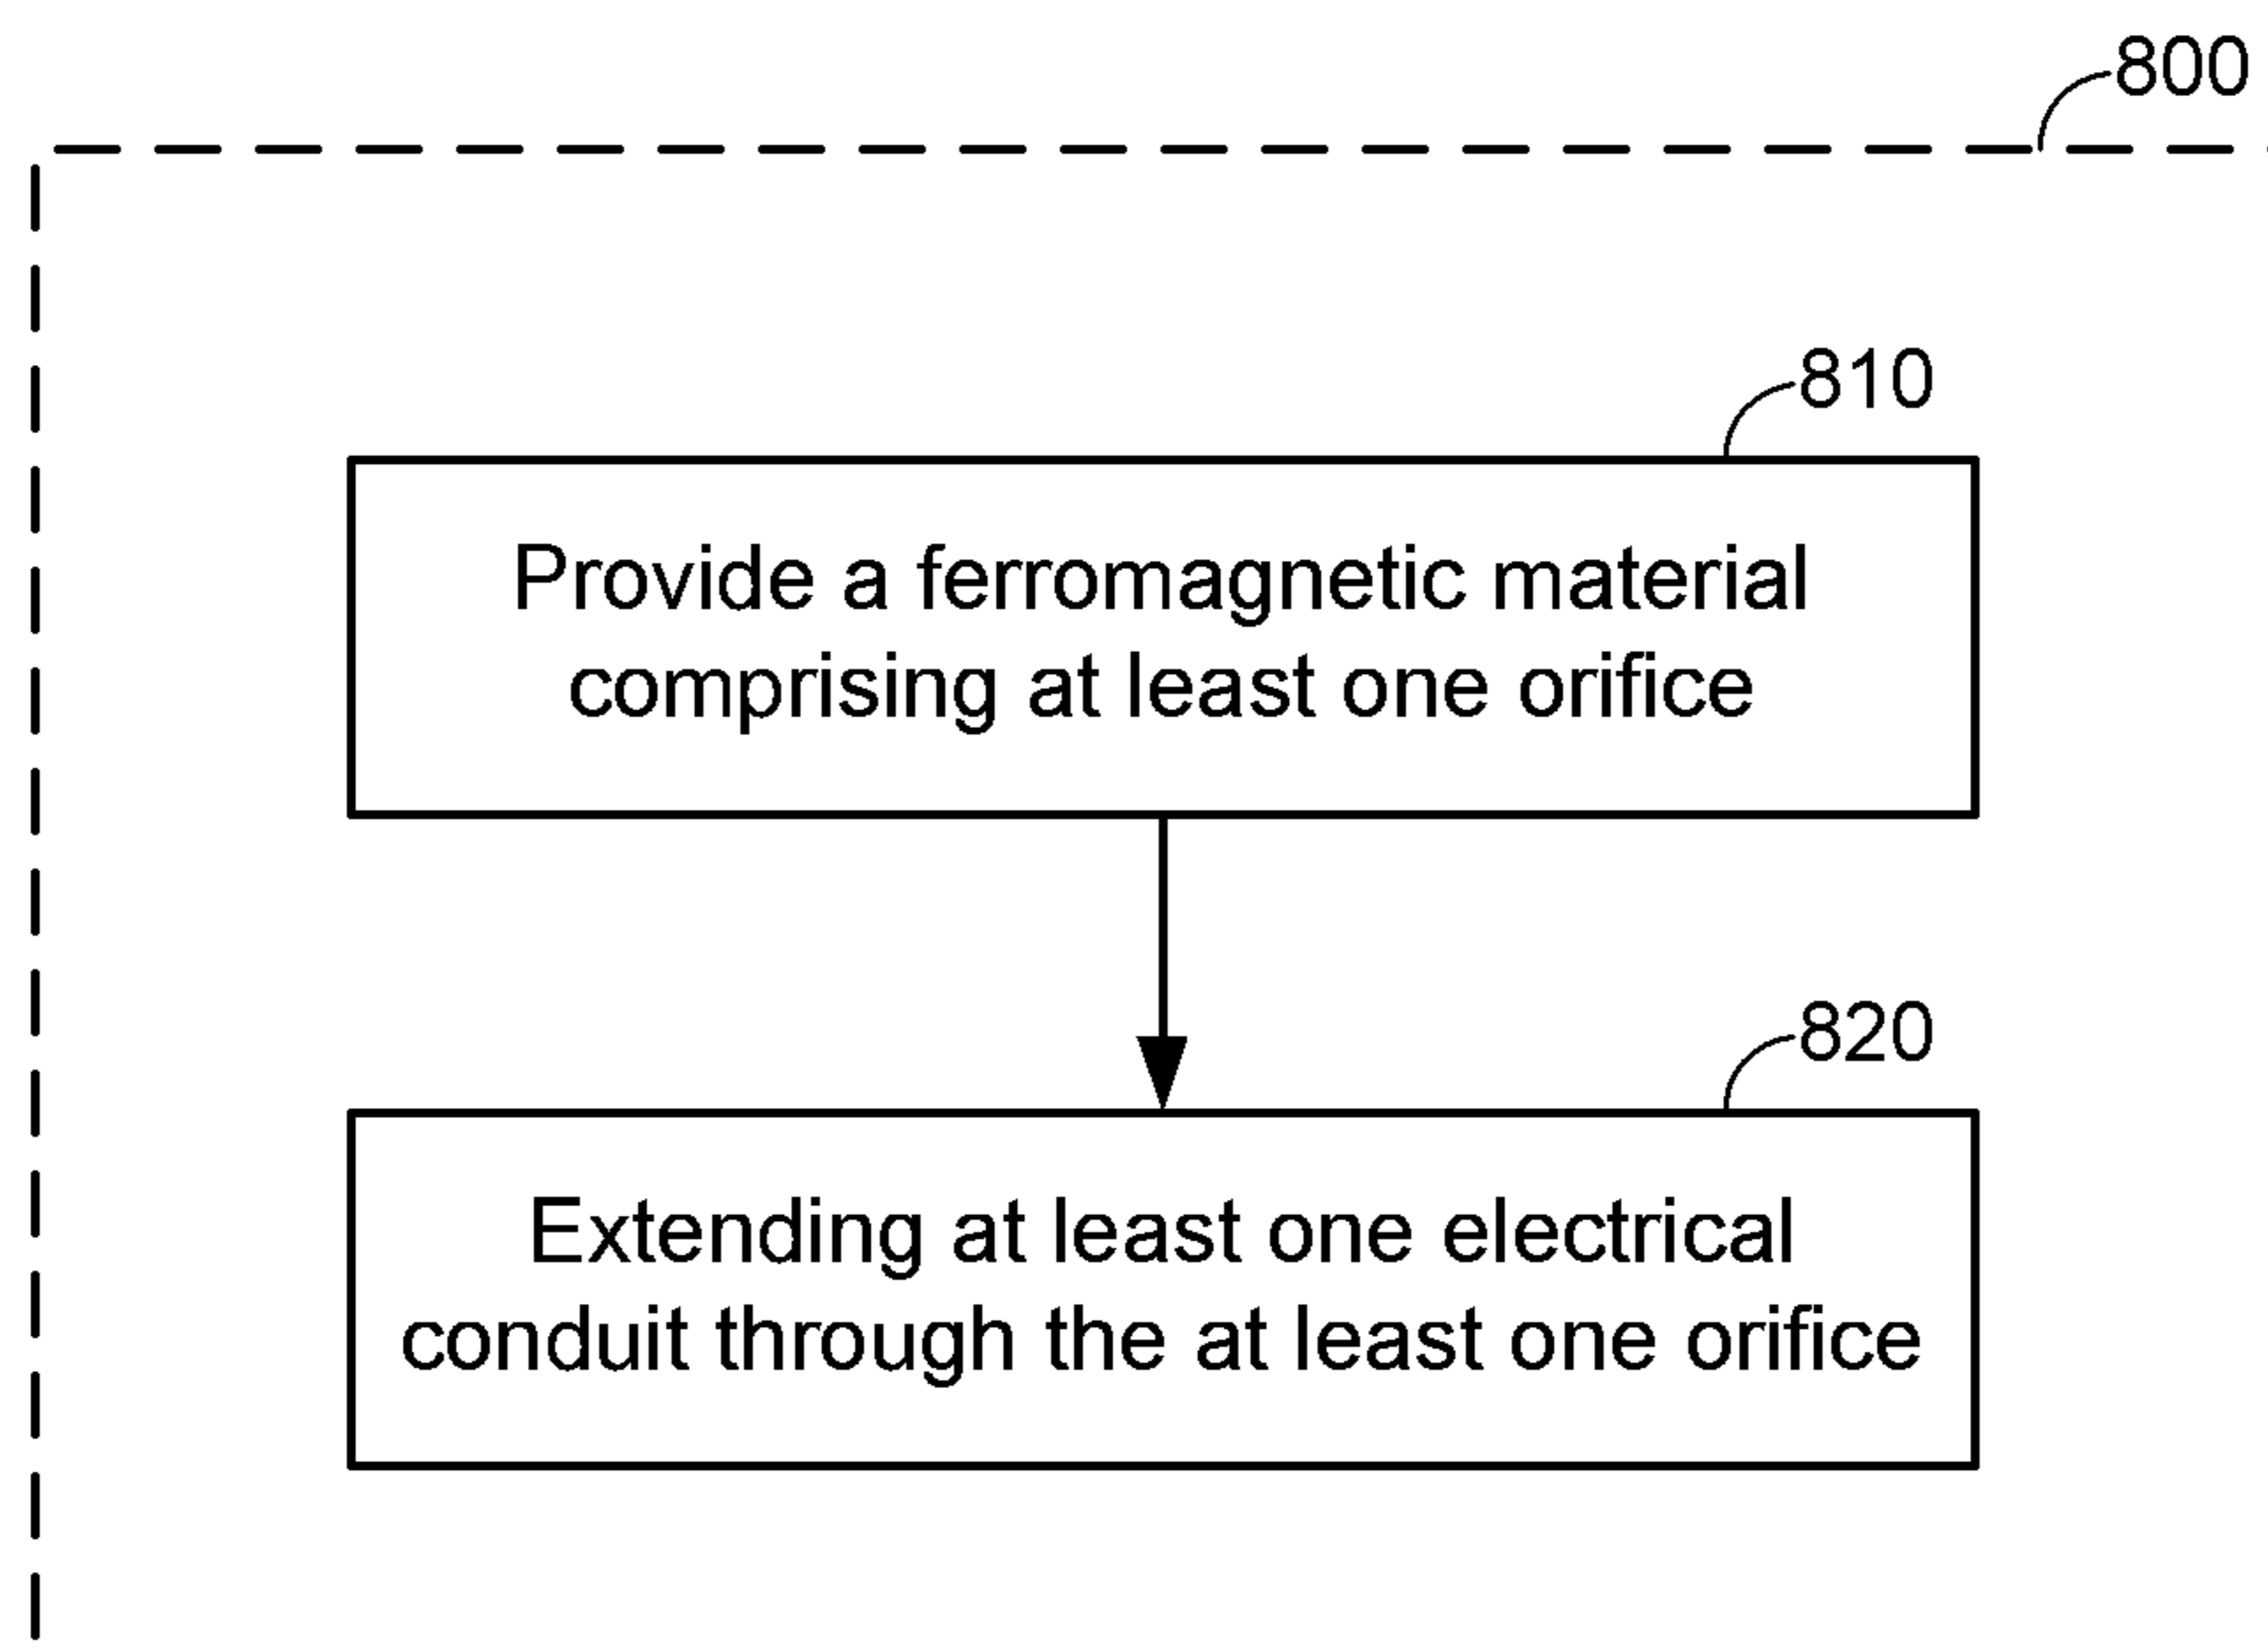 800
810
Provide a ferromagnetic material
comprising at least one orifice
820
Extending at least one electrical
conduit through the at least one orifice